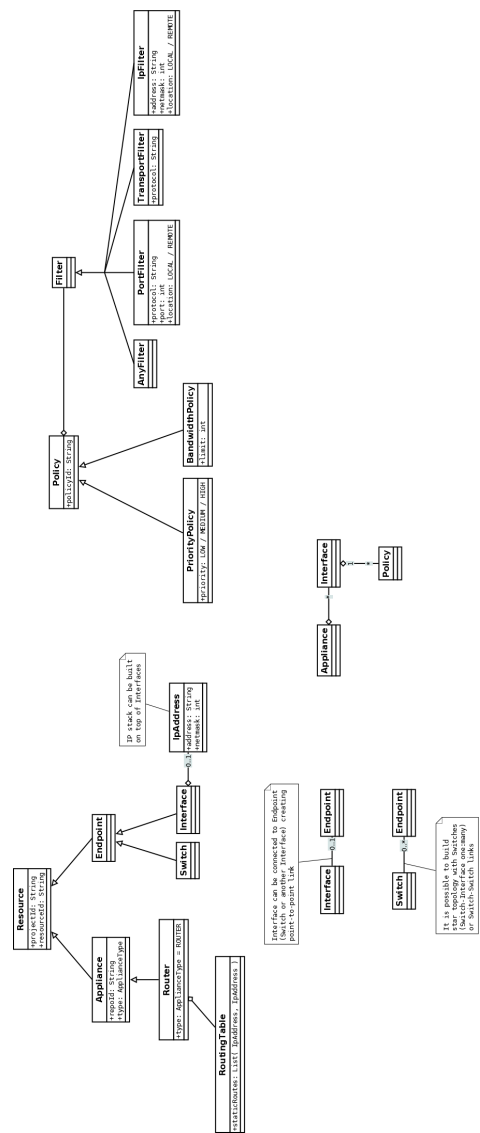 Resource
+projectId: String
+resourceId: String
Appliance
+repoId: String
+type: ApplianceType
Endpoint
Router
+type: ApplianceType = ROUTER
Switch
Interface
0..1
IpAddress
+address: String
+netmask: int
IP stack can be built
on top of Interfaces
RoutingTable
+staticRoutes: List( IpAddress, IpAddress )
Policy
+policyId: String
Filter
PriorityPolicy
+priority: LOW / MEDIUM / HIGH
BandwidthPolicy
+limit: int
AnyFilter
PortFilter
+protocol: String
+port: int
+location: LOCAL / REMOTE
TransportFilter
+protocol: String
IpFilter
+address: String
+netmask: int
+location: LOCAL / REMOTE
Interface can be connected to Endpoint
(Switch or another Interface) creating
point-to-point link
Interface
0..1
Endpoint
Switch
0..*
Endpoint
It is possible to build
star topology with Switches
(Switch-Interface one:many)
or Switch-Switch links
Appliance
*
Interface
1
*
Policy